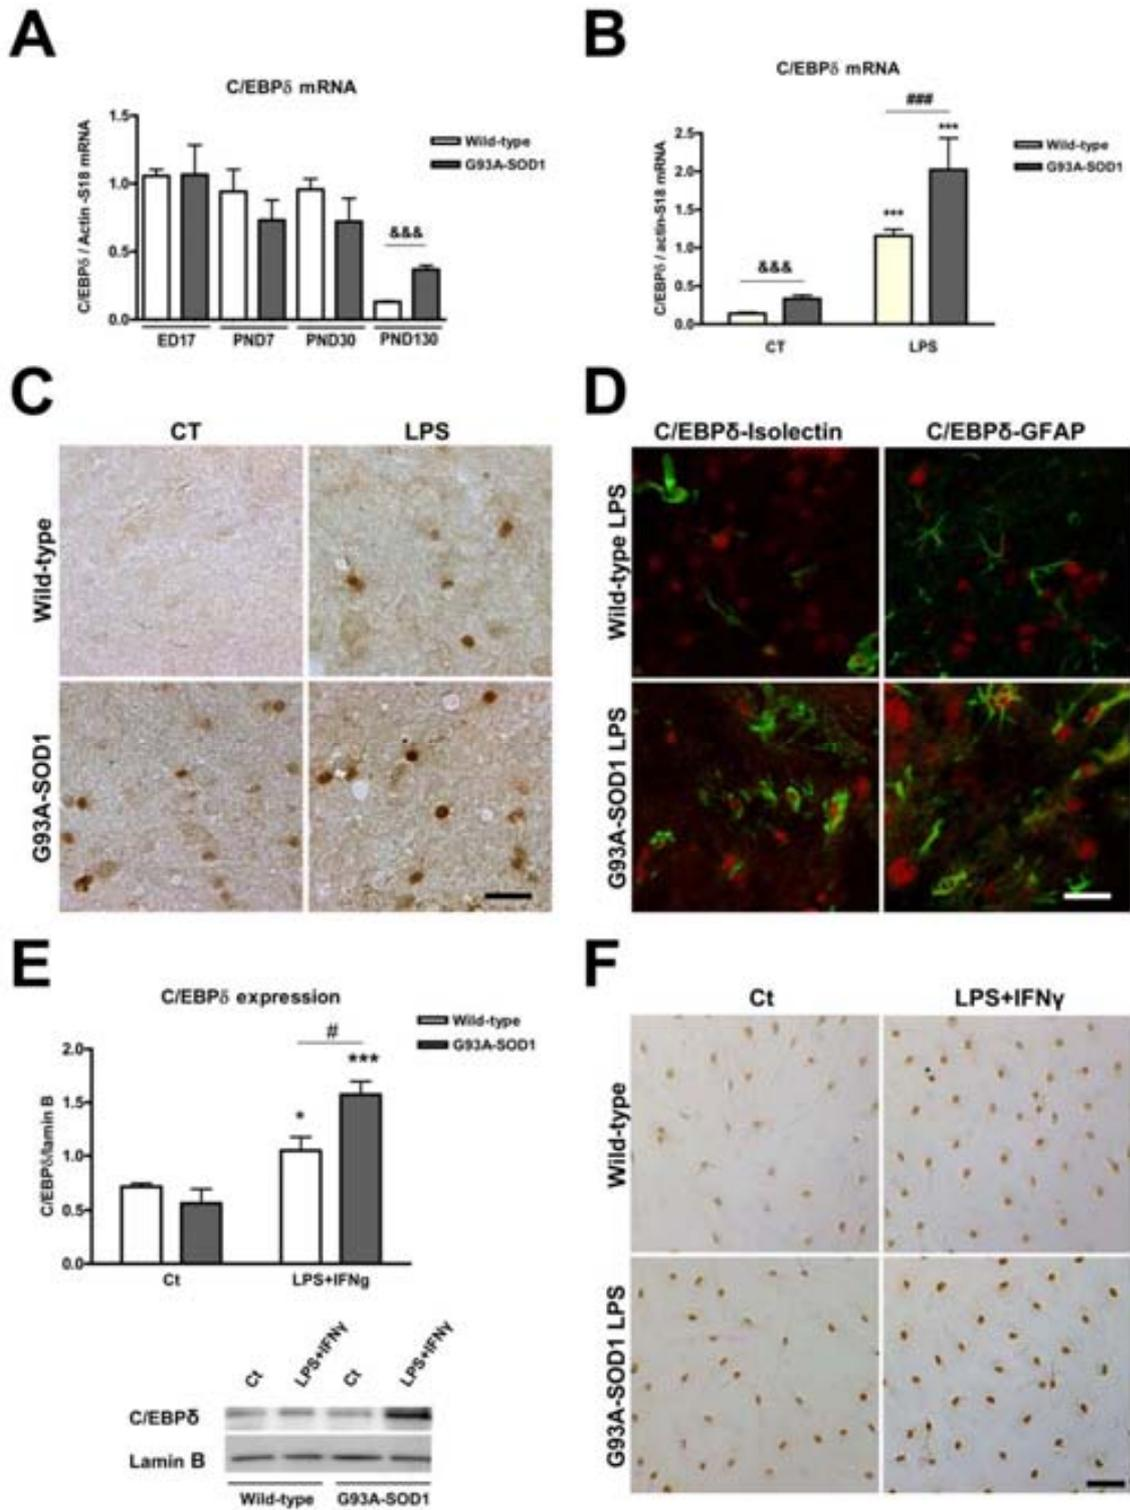 A
C/EBPδ mRNA
C/EBPδ / Actin -S18 mRNA
1.5
1.0
0.5
0.0
&&&
Wild-type
G93A-SOD1
ED17 PND7 PND30 PND130
B
C/EBPδ mRNA
C/EBPδ / actin-S18 mRNA
2.5
2.0
1.5
1.0
0.5
0.0
&&&
***
###
***
Wild-type
G93A-SOD1
CT LPS
C
CT LPS
Wild-type
G93A-SOD1
D
C/EBPδ-Isolectin C/EBPδ-GFAP
Wild-type LPS
G93A-SOD1 LPS
E
C/EBPδ expression
C/EBPδ/lamin B
2.0
1.5
1.0
0.5
0.0
*
#
***
Wild-type
G93A-SOD1
Ct LPS+IFNg
Ct LPS+IFNγ Ct LPS+IFNγ
C/EBPδ
Lamin B
Wild-type G93A-SOD1
F
Ct LPS+IFNγ
Wild-type
G93A-SOD1 LPS